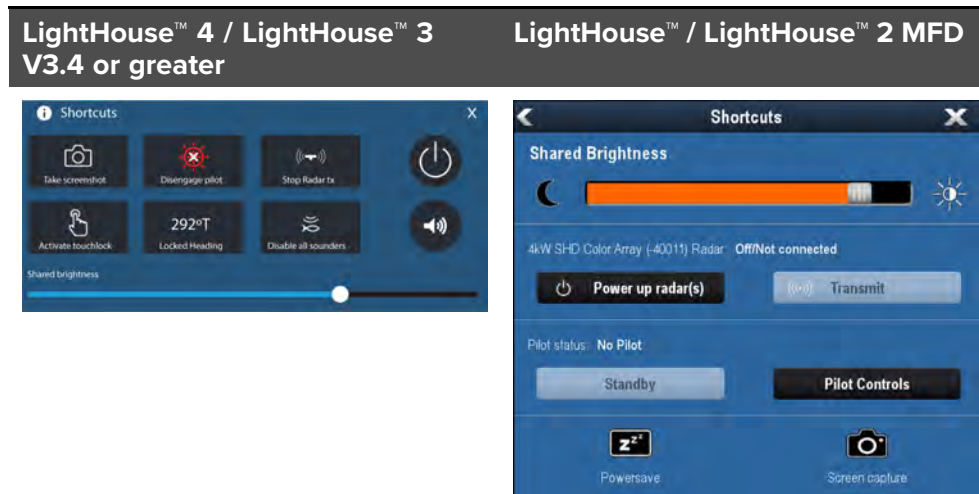 LightHouse™ 4 / LightHouse™ 3
V3.4 or greater
LightHouse™ / LightHouse™ 2 MFD
i Shortcuts X
Take screenshot Disengage pilot Stop Radar tx
292ºT
Activate touchlock Locked Heading Disable all sounders
Shared brightness
Shortcuts
Shared Brightness
4kW SHD Color Array (-40011) Radar: Off/Not connected
Power up radar(s) Transmit
Pilot status: No Pilot
Standby Pilot Controls
zzz
Powersave Screen capture